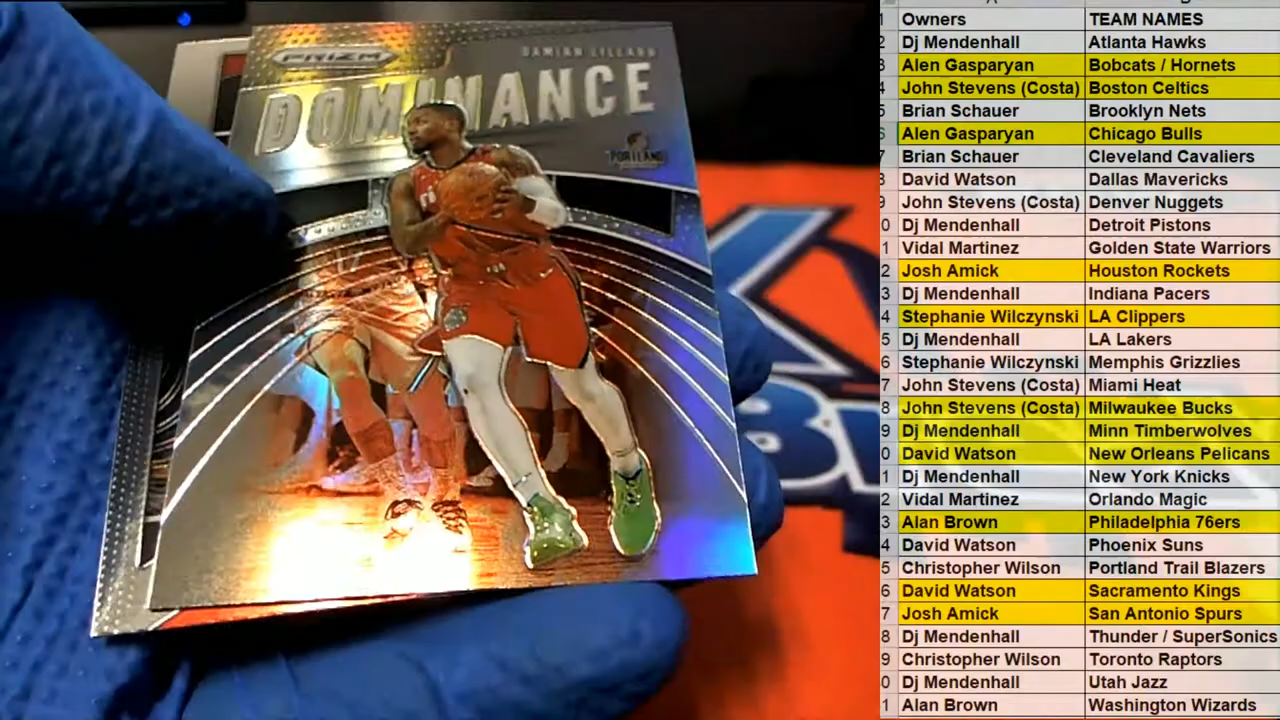 PRIZM
DAMIAN LILLARD
DOMINANCE
PORTLAND
Owners TEAM NAMES
Dj Mendenhall Atlanta Hawks
Alen Gasparyan Bobcats / Hornets
John Stevens (Costa) Boston Celtics
Brian Schauer Brooklyn Nets
Alen Gasparyan Chicago Bulls
Brian Schauer Cleveland Cavaliers
David Watson Dallas Mavericks
John Stevens (Costa) Denver Nuggets
Dj Mendenhall Detroit Pistons
Vidal Martinez Golden State Warriors
Josh Amick Houston Rockets
Dj Mendenhall Indiana Pacers
Stephanie Wilczynski LA Clippers
Dj Mendenhall LA Lakers
Stephanie Wilczynski Memphis Grizzlies
John Stevens (Costa) Miami Heat
John Stevens (Costa) Milwaukee Bucks
Dj Mendenhall Minn Timberwolves
David Watson New Orleans Pelicans
Dj Mendenhall New York Knicks
Vidal Martinez Orlando Magic
Alan Brown Philadelphia 76ers
David Watson Phoenix Suns
Christopher Wilson Portland Trail Blazers
David Watson Sacramento Kings
Josh Amick San Antonio Spurs
Dj Mendenhall Thunder / SuperSonics
Christopher Wilson Toronto Raptors
Dj Mendenhall Utah Jazz
Alan Brown Washington Wizards